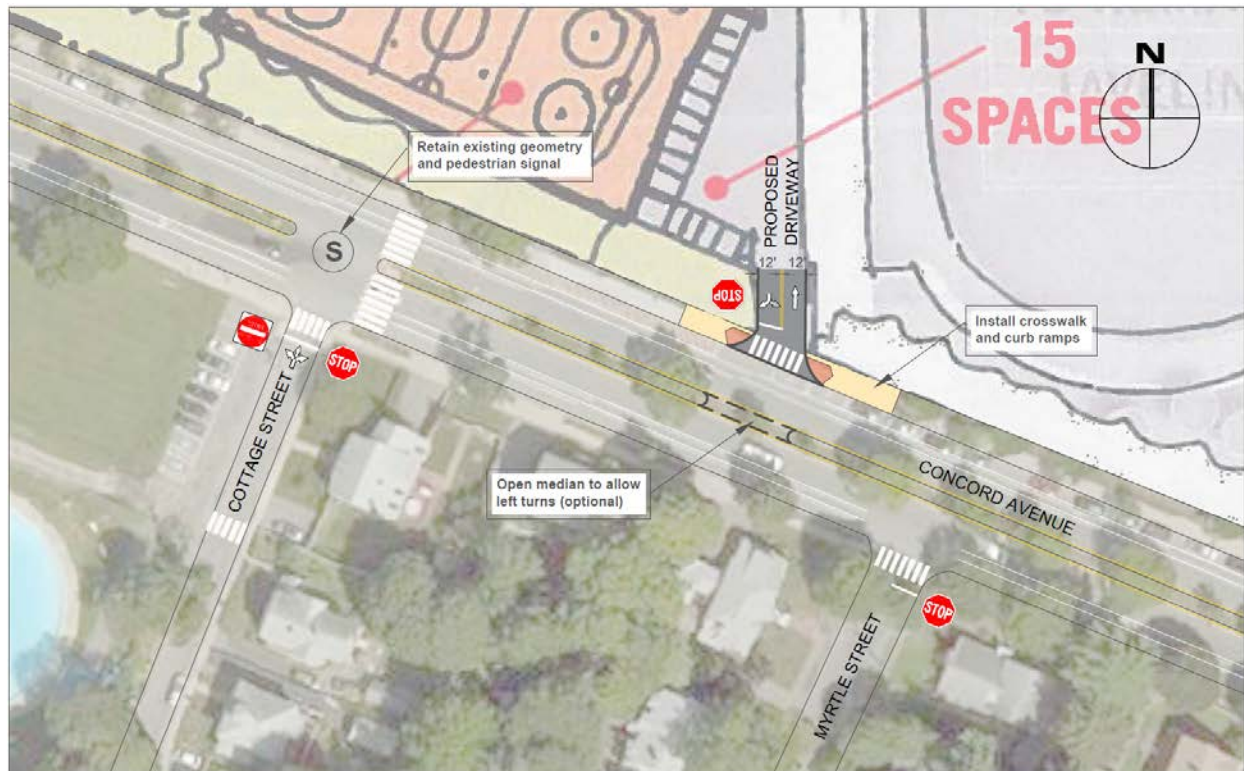 15
SPACES
N
Retain existing geometry
and pedestrian signal
S
PROPOSED
DRIVEWAY
12' 12'
STOP
Install crosswalk
and curb ramps
STOP
COTTAGE STREET
Open median to allow
left turns (optional)
CONCORD AVENUE
MYRTLE STREET
STOP